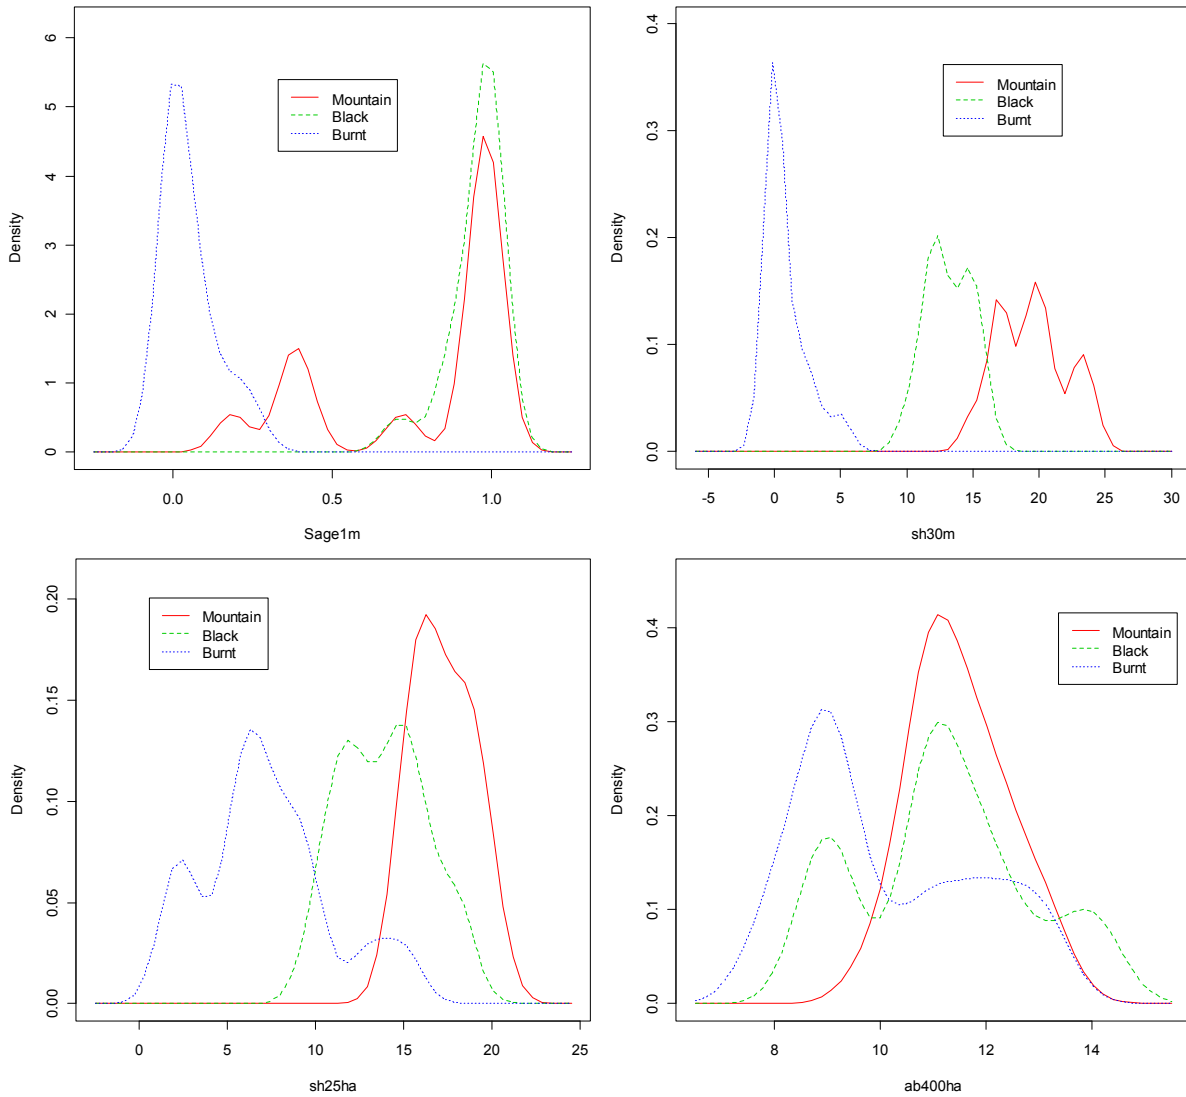 6
5
4
3
2
1
0
Density
Mountain
Black
Burnt
0.0 0.5 1.0
Sage1m
0.4
0.3
0.2
0.1
0.0
Density
Mountain
Black
Burnt
-5 0 5 10 15 20 25 30
sh30m
0.20
0.15
0.10
0.05
0.00
Density
Mountain
Black
Burnt
0 5 10 15 20 25
sh25ha
0.4
0.3
0.2
0.1
0.0
Density
Mountain
Black
Burnt
8 10 12 14
ab400ha